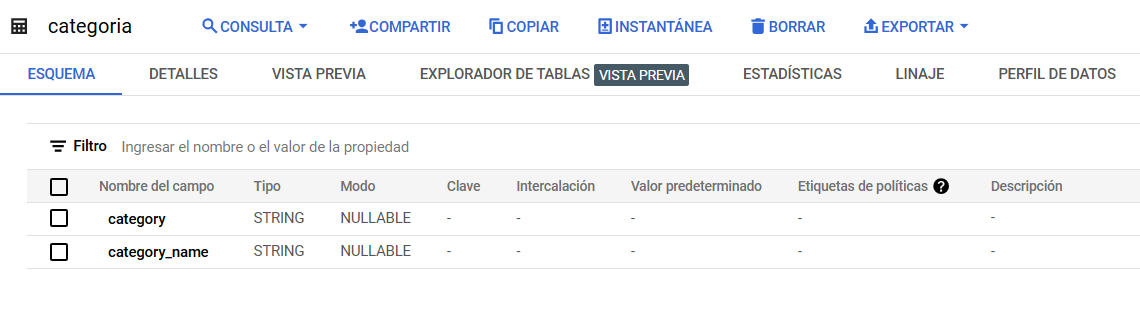 categoria CONSULTA COMPARTIR COPIAR INSTANTÁNEA BORRAR EXPORTAR
ESQUEMA DETALLES VISTA PREVIA EXPLORADOR DE TABLAS VISTA PREVIA ESTADÍSTICAS LINAJE PERFIL DE DATOS
Filtro Ingresar el nombre o el valor de la propiedad
Nombre del campo Tipo Modo Clave Intercalación Valor predeterminado Etiquetas de políticas ? Descripción
category STRING NULLABLE - - - - -
category_name STRING NULLABLE - - - - -